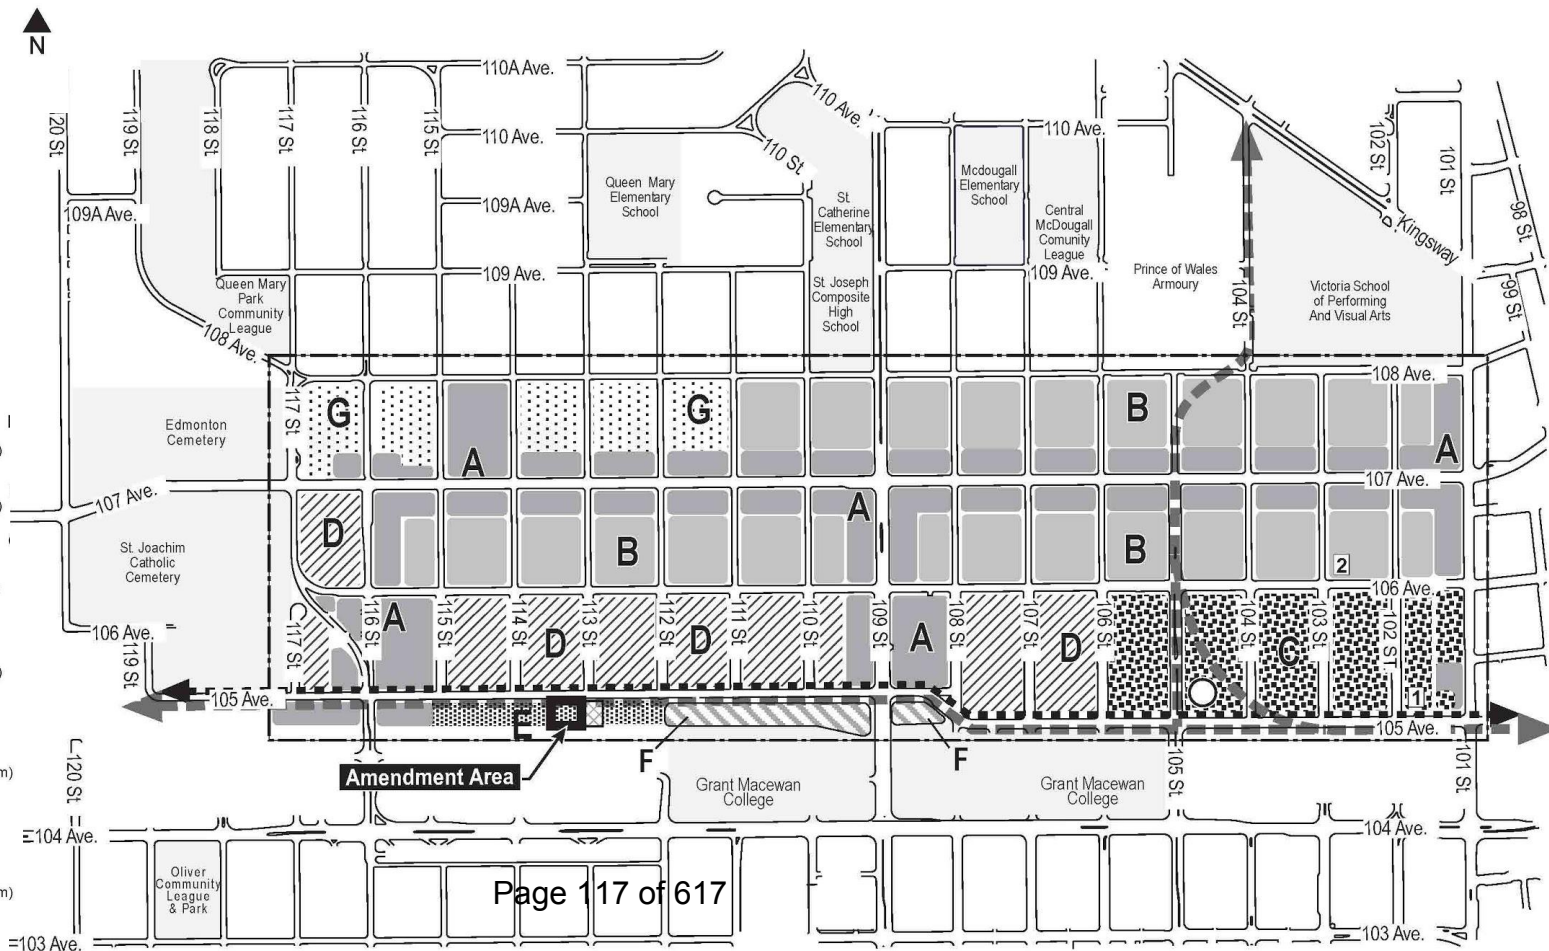 N
110A Ave.
120 St
119 St
118 St
117 St
116 St
115 St
110 Ave.
110 Ave.
110 Ave.
110 St
102 St
101 St
98 St
Queen Mary
Elementary
School
Mcdougall
Elementary
School
109A Ave.
109A Ave.
St.
Catherine
Elementary
School
Central
McDougall
Comunity
League
Kingsway
109 Ave.
109 Ave.
Prince of Wales
Armoury
99 St
Queen Mary
Park
Community
League
St. Joseph
Composite
High
School
104 St
Victoria School
of Performing
And Visual Arts
108 Ave.
108 Ave.
117 St
G
G
B
Edmonton
Cemetery
A
A
107 Ave.
107 Ave.
A
D
B
B
St. Joachim
Catholic
Cemetery
2
106 Ave.
106 Ave.
117 St
116 St
A
115 St
114 St
D
113 St
112 St
D
111 St
110 St
109 St
A
108 St
107 St
D
106 St
104 St
C
103 St
102 ST
101 St
119 St
1
105 Ave.
105 Ave.
E
F
F
Amendment Area
120 St
105 St
101 St
Grant Macewan
College
Grant Macewan
College
m)
104 Ave.
104 Ave.
Oliver
Community
League
& Park
m)
Page 117 of 617
103 Ave.
103 Ave.